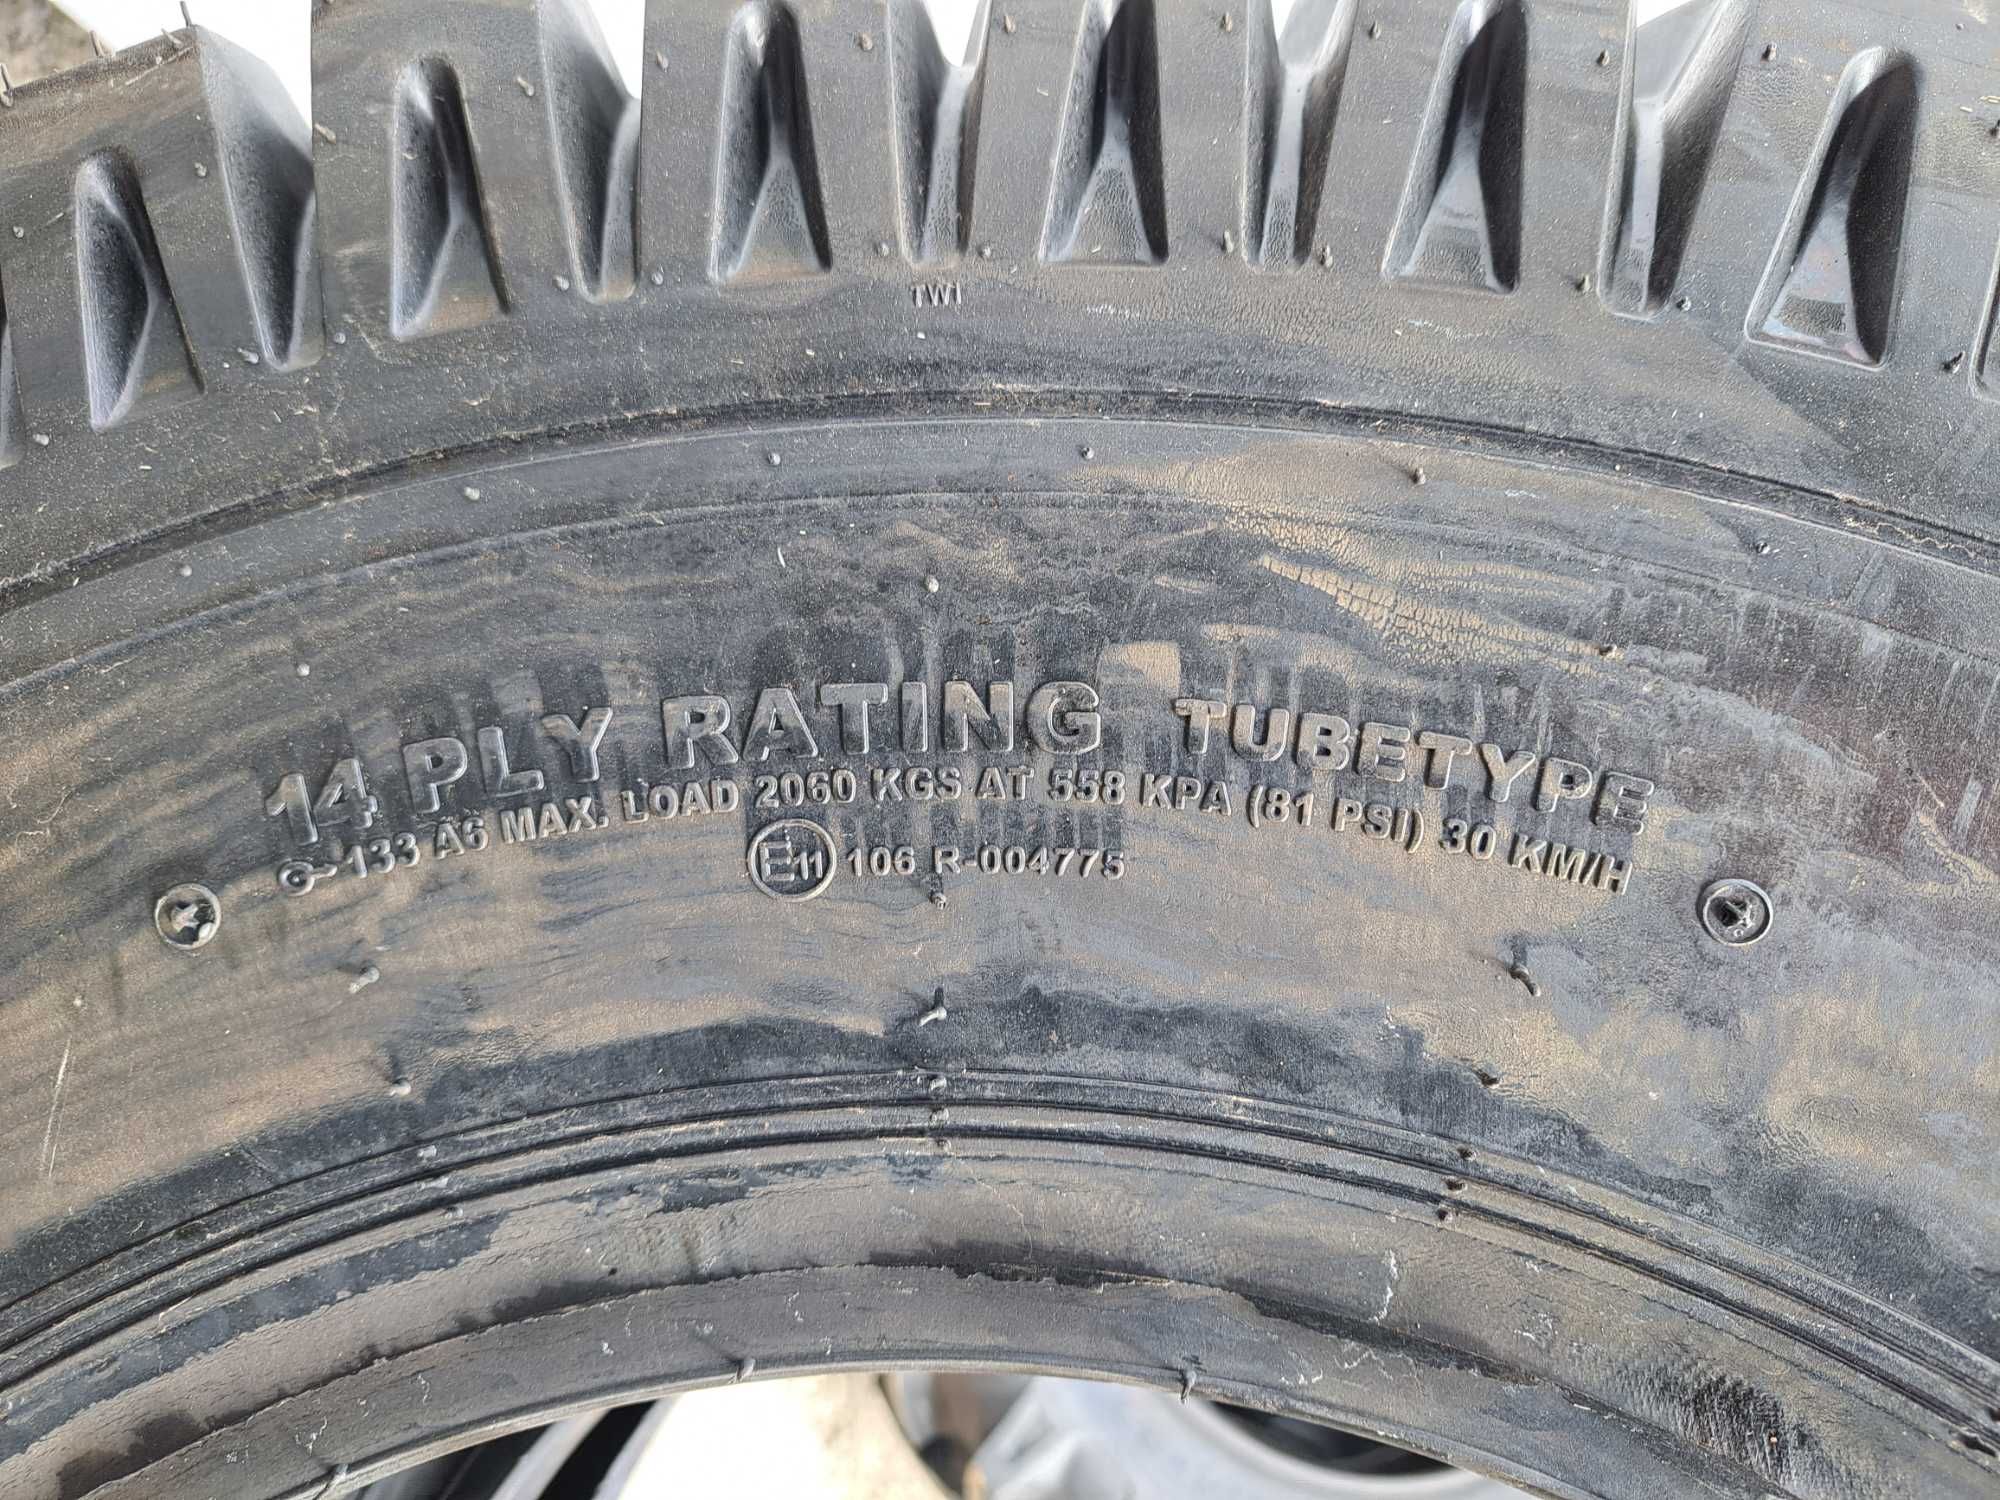 TWI
14 PLY RATING TUBETYPE
133 A6 MAX. LOAD 2060 KGS AT 558 KPA (81 PSI) 30 KM/H
E11 106 R-004775